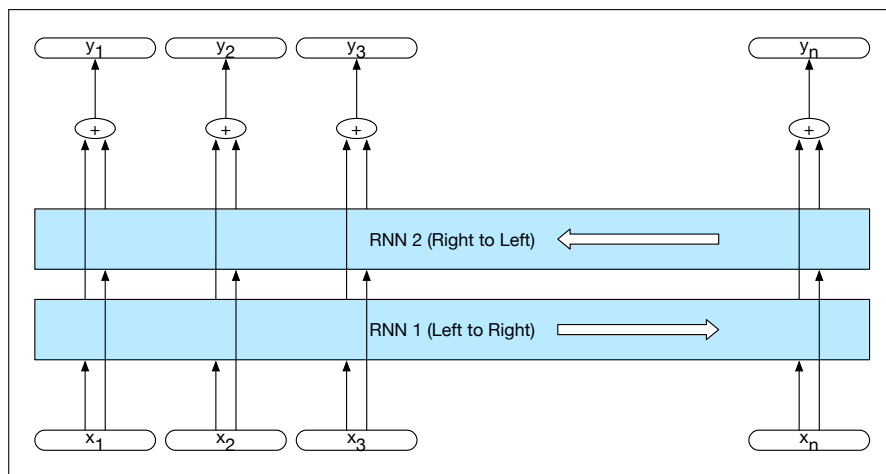 y1 y2 y3 yn
+ + + +
RNN 2 (Right to Left)
RNN 1 (Left to Right)
x1 x2 x3 xn